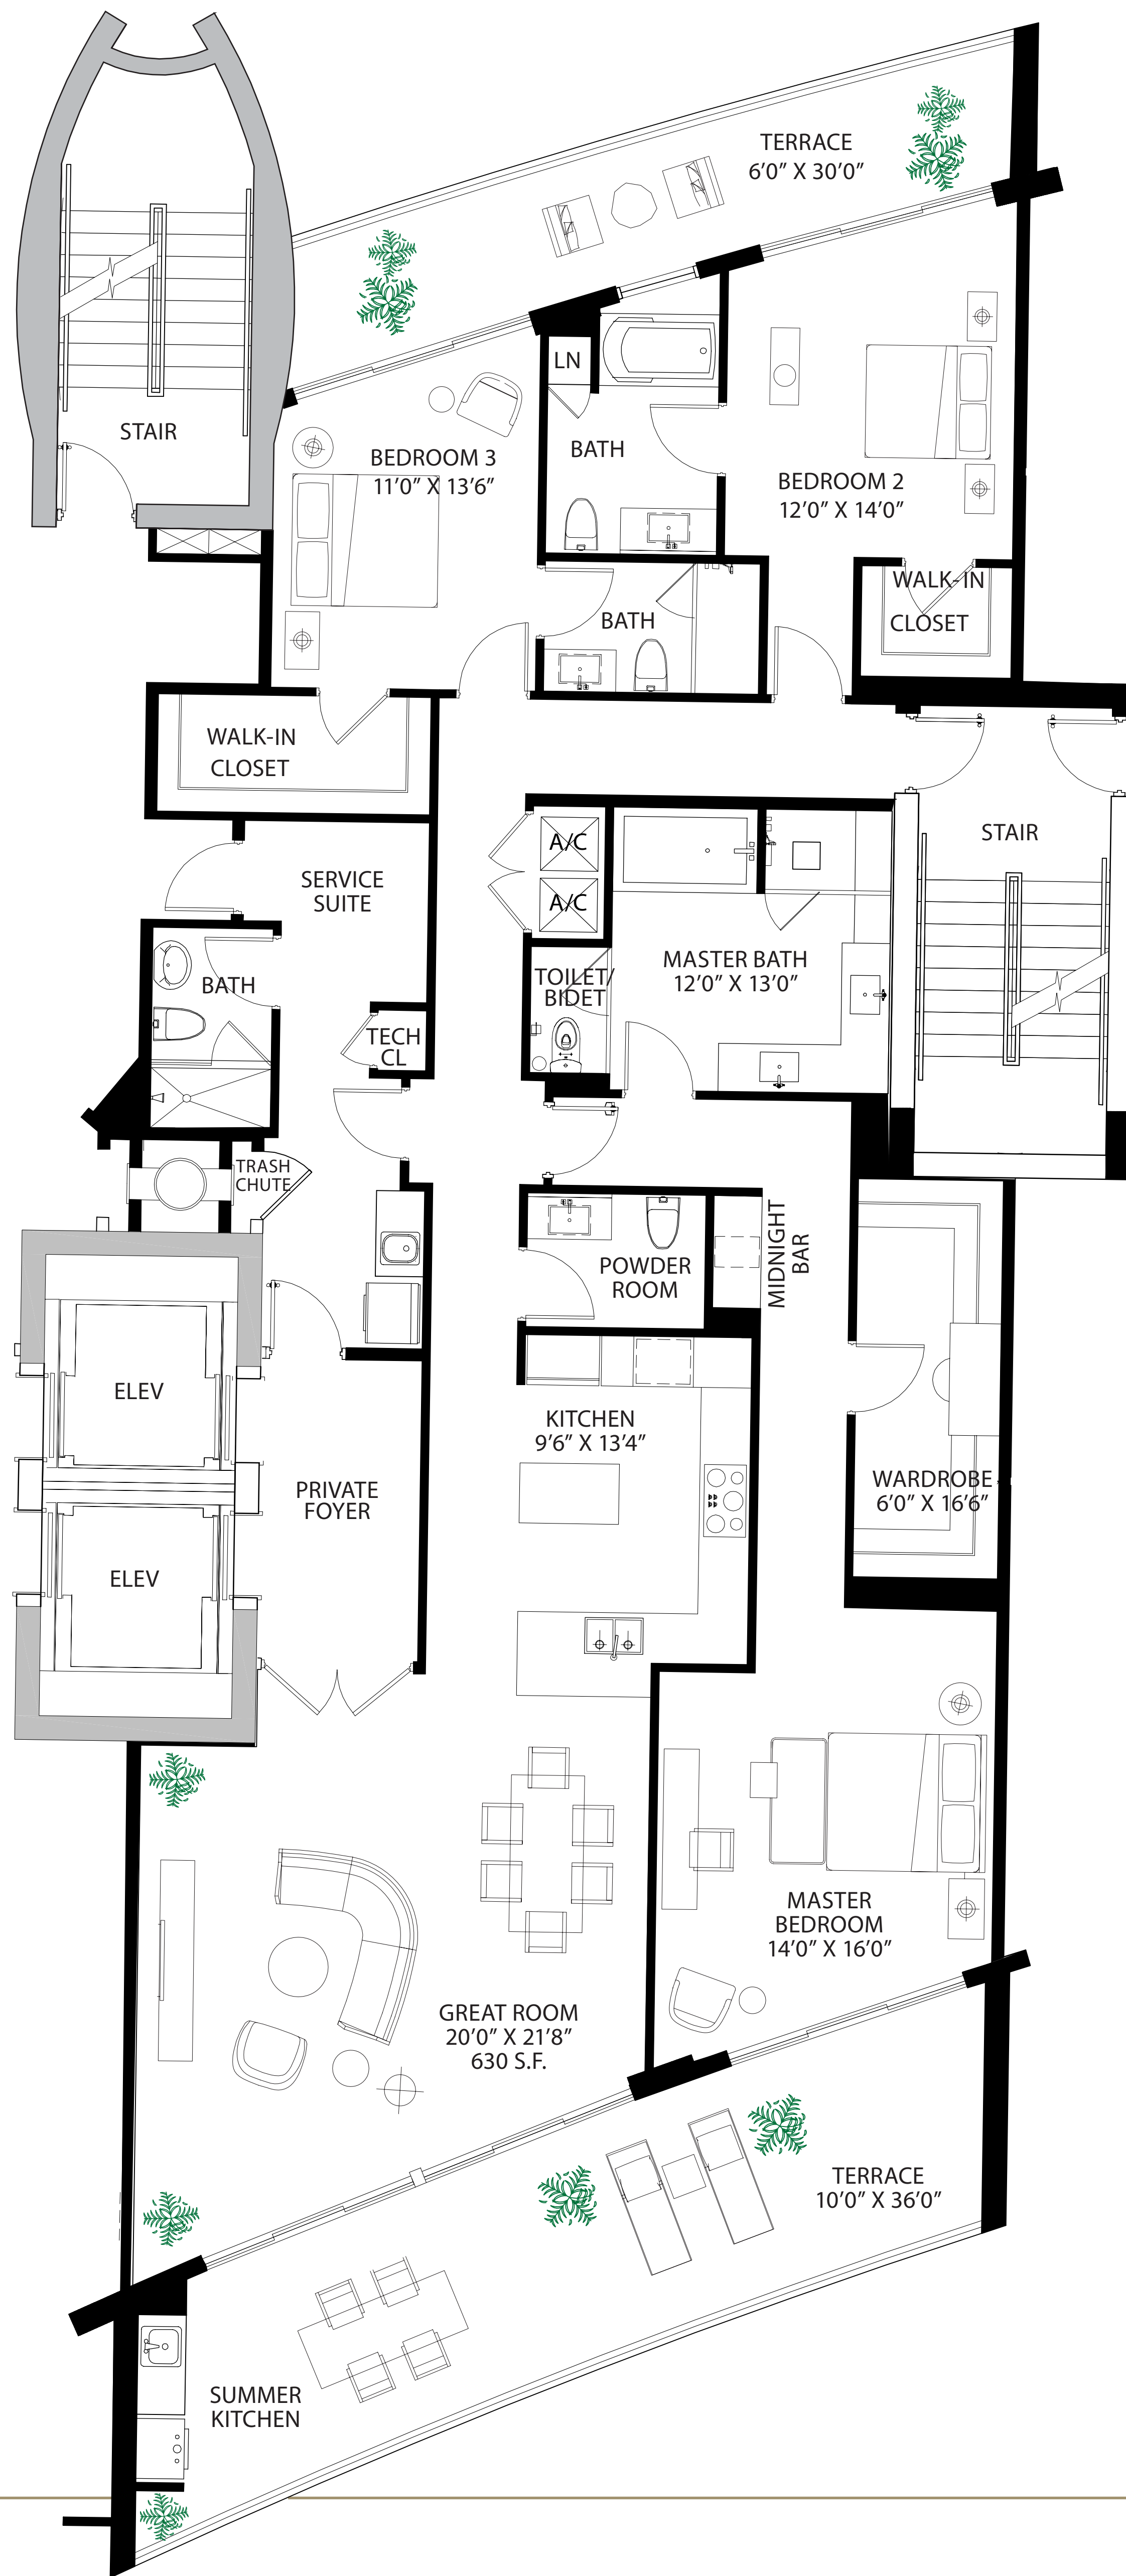 TERRACE
6’0” X 30’0”
LN
STAIR
BATH
BEDROOM 3
11’0” X 13’6”
BEDROOM 2
12’0” X 14’0”
WALK-IN
CLOSET
BATH
WALK-IN
CLOSET
STAIR
A/C
A/C
SERVICE
SUITE
MASTER BATH
12’0” X 13’0”
TOILET/
BIDET
BATH
TECH
CL
TRASH
CHUTE
POWDER
ROOM
MIDNIGHT
BAR
ELEV
KITCHEN
9’6” X 13’4”
PRIVATE
FOYER
WARDROBE
6’0” X 16’6”
ELEV
MASTER
BEDROOM
14’0” X 16’0”
GREAT ROOM
20’0” X 21’8”
630 S.F.
TERRACE
10’0” X 36’0”
SUMMER
KITCHEN